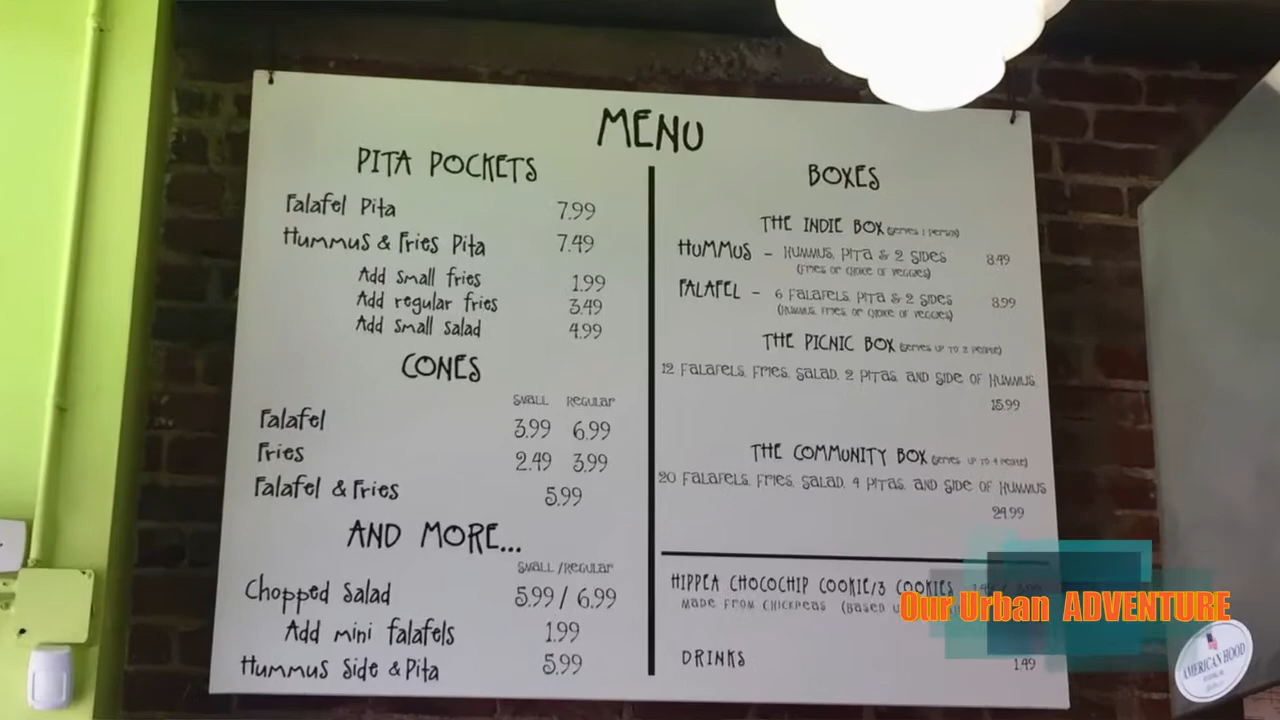 MENU
PITA POCKETS
Falafel Pita 7.99
Hummus & Fries Pita 7.49
Add small fries 1.99
Add regular fries 3.49
Add small salad 4.99
CONES
SMALL REGULAR
Falafel 3.99 6.99
Fries 2.49 3.99
Falafel & Fries 5.99
AND MORE...
SMALL/REGULAR
Chopped Salad 5.99/6.99
Add mini falafels 1.99
Hummus Side & Pita 5.99
BOXES
THE INDIE BOX (SERVES 1 PERSON)
HUMMUS - HUMMUS, PITA & 2 SIDES 8.49
(FRIES OR CHOICE OF VEGGIES)
FALAFEL - 6 FALAFELS, PITA & 2 SIDES 8.99
(HUMMUS, FRIES, OR CHOICE OF VEGGIES)
THE PICNIC BOX (SERVES UP TO 2 PEOPLE)
12 FALAFELS, FRIES, SALAD, 2 PITAS, AND SIDE OF HUMMUS
15.99
THE COMMUNITY BOX (SERVES UP TO 4 PEOPLE)
20 FALAFELS, FRIES, SALAD, 4 PITAS, AND SIDE OF HUMMUS
24.99
HIPPEA CHOCOCHIP COOKIE/3 COOKIES
MADE FROM CHICKPEAS (BASED
DRINKS 1.49
Our Urban ADVENTURE
AMERICAN HOOD